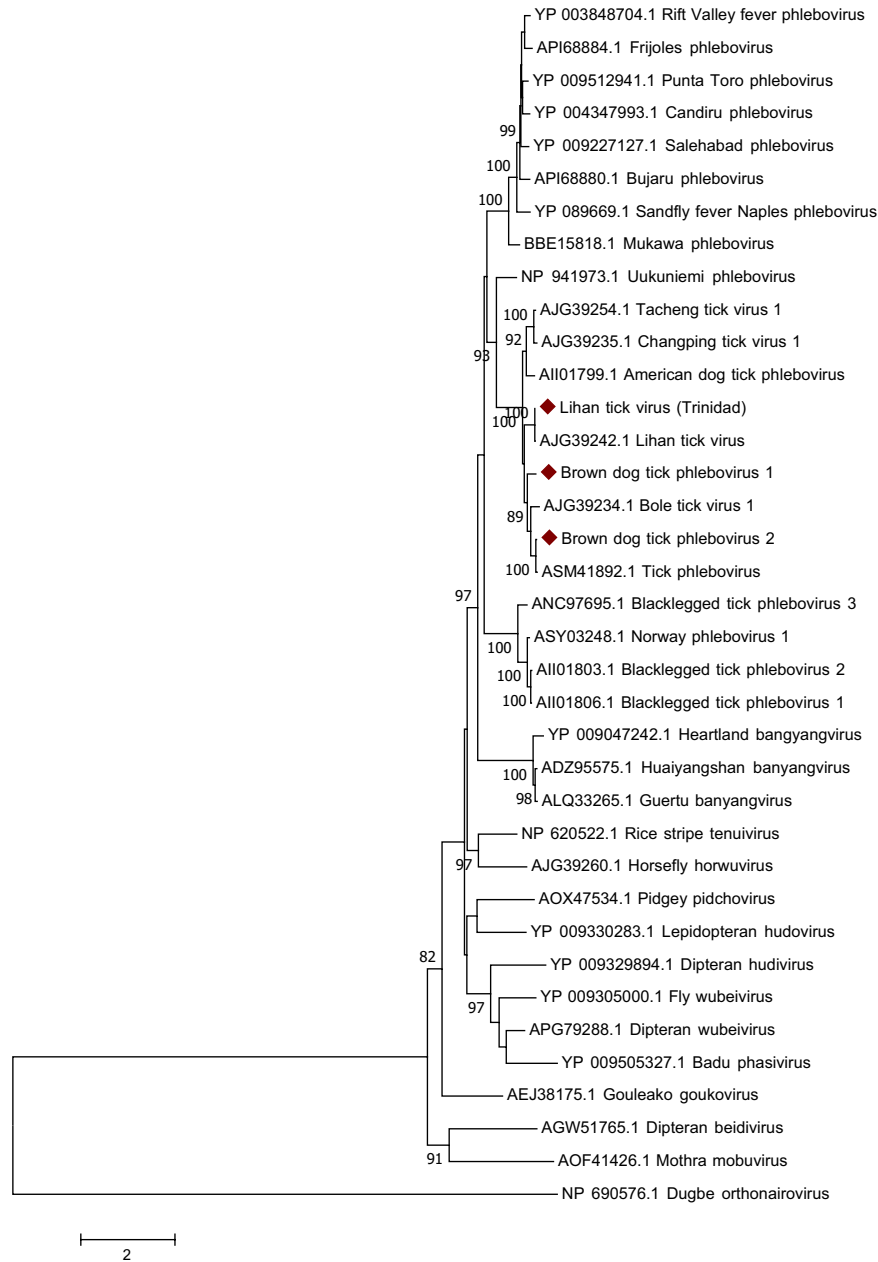 YP 003848704.1 Rift Valley fever phlebovirus
API68884.1 Frijoles phlebovirus
YP 009512941.1 Punta Toro phlebovirus
YP 004347993.1 Candiru phlebovirus
99
YP 009227127.1 Salehabad phlebovirus
100
API68880.1 Bujaru phlebovirus
100
YP 089669.1 Sandfly fever Naples phlebovirus
BBE15818.1 Mukawa phlebovirus
NP 941973.1 Uukuniemi phlebovirus
AJG39254.1 Tacheng tick virus 1
100
92
AJG39235.1 Changping tick virus 1
93
AII01799.1 American dog tick phlebovirus
Lihan tick virus (Trinidad)
100
100
AJG39242.1 Lihan tick virus
Brown dog tick phlebovirus 1
AJG39234.1 Bole tick virus 1
89
Brown dog tick phlebovirus 2
100
ASM41892.1 Tick phlebovirus
97
ANC97695.1 Blacklegged tick phlebovirus 3
ASY03248.1 Norway phlebovirus 1
100
AII01803.1 Blacklegged tick phlebovirus 2
100
100
AII01806.1 Blacklegged tick phlebovirus 1
YP 009047242.1 Heartland bangyangvirus
ADZ95575.1 Huaiyangshan banyangvirus
100
98
ALQ33265.1 Guertu banyangvirus
NP 620522.1 Rice stripe tenuivirus
97
AJG39260.1 Horsefly horwuvirus
AOX47534.1 Pidgey pidchovirus
YP 009330283.1 Lepidopteran hudovirus
82
YP 009329894.1 Dipteran hudivirus
YP 009305000.1 Fly wubeivirus
97
APG79288.1 Dipteran wubeivirus
YP 009505327.1 Badu phasivirus
AEJ38175.1 Gouleako goukovirus
AGW51765.1 Dipteran beidivirus
91
AOF41426.1 Mothra mobuvirus
NP 690576.1 Dugbe orthonairovirus
2